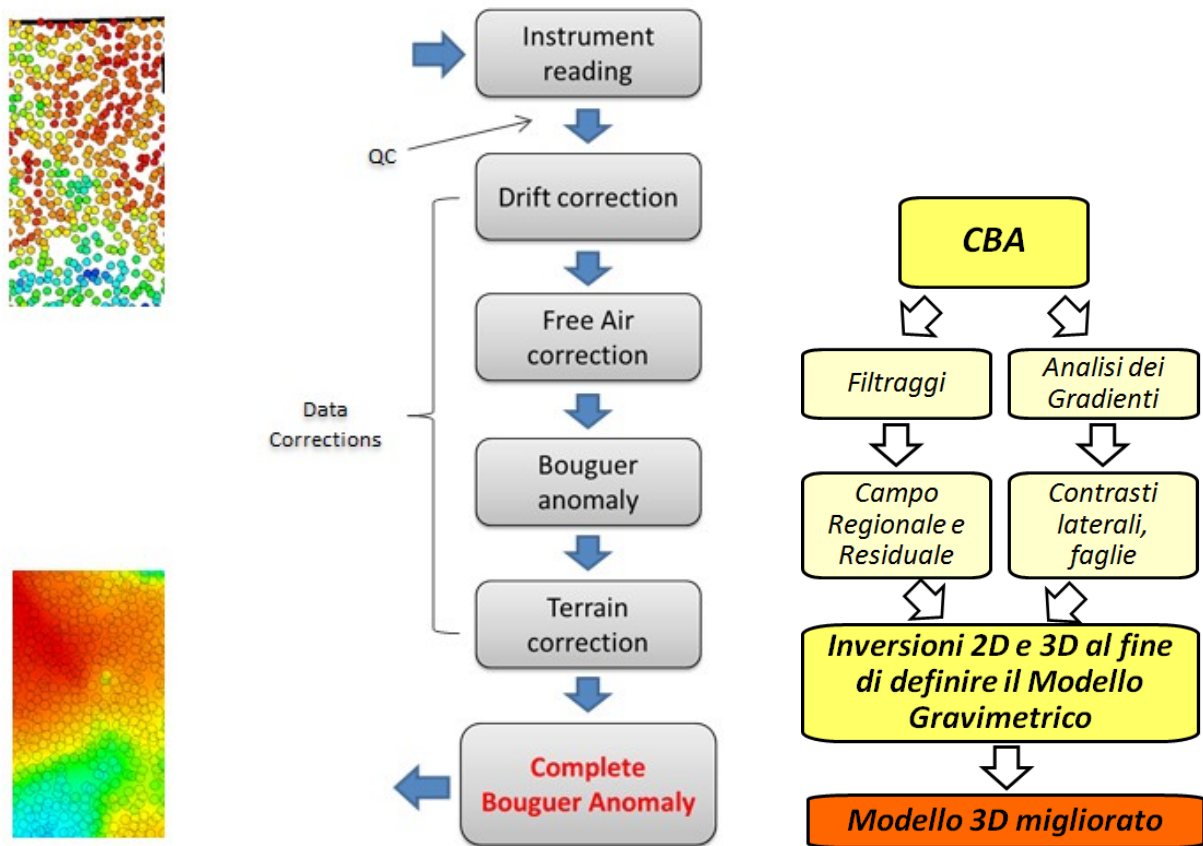 Instrument
reading
QC
Drift correction
Free Air
correction
Data
Corrections
Bouguer
anomaly
Terrain
correction
Complete
Bouguer Anomaly
CBA
Filtraggi
Analisi dei
Gradienti
Campo
Regionale e
Residuale
Contrasti
laterali,
faglie
Inversioni 2D e 3D al fine
di definire il Modello
Gravimetrico
Modello 3D migliorato